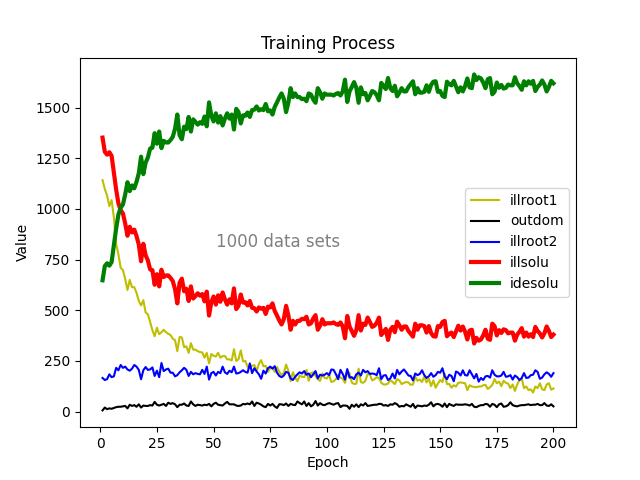 Training Process
Value
1500
1250
1000
750
500
250
0
1000 data sets
illroot1
outdom
illroot2
illsolu
idesolu
0 25 50 75 100 125 150 175 200
Epoch